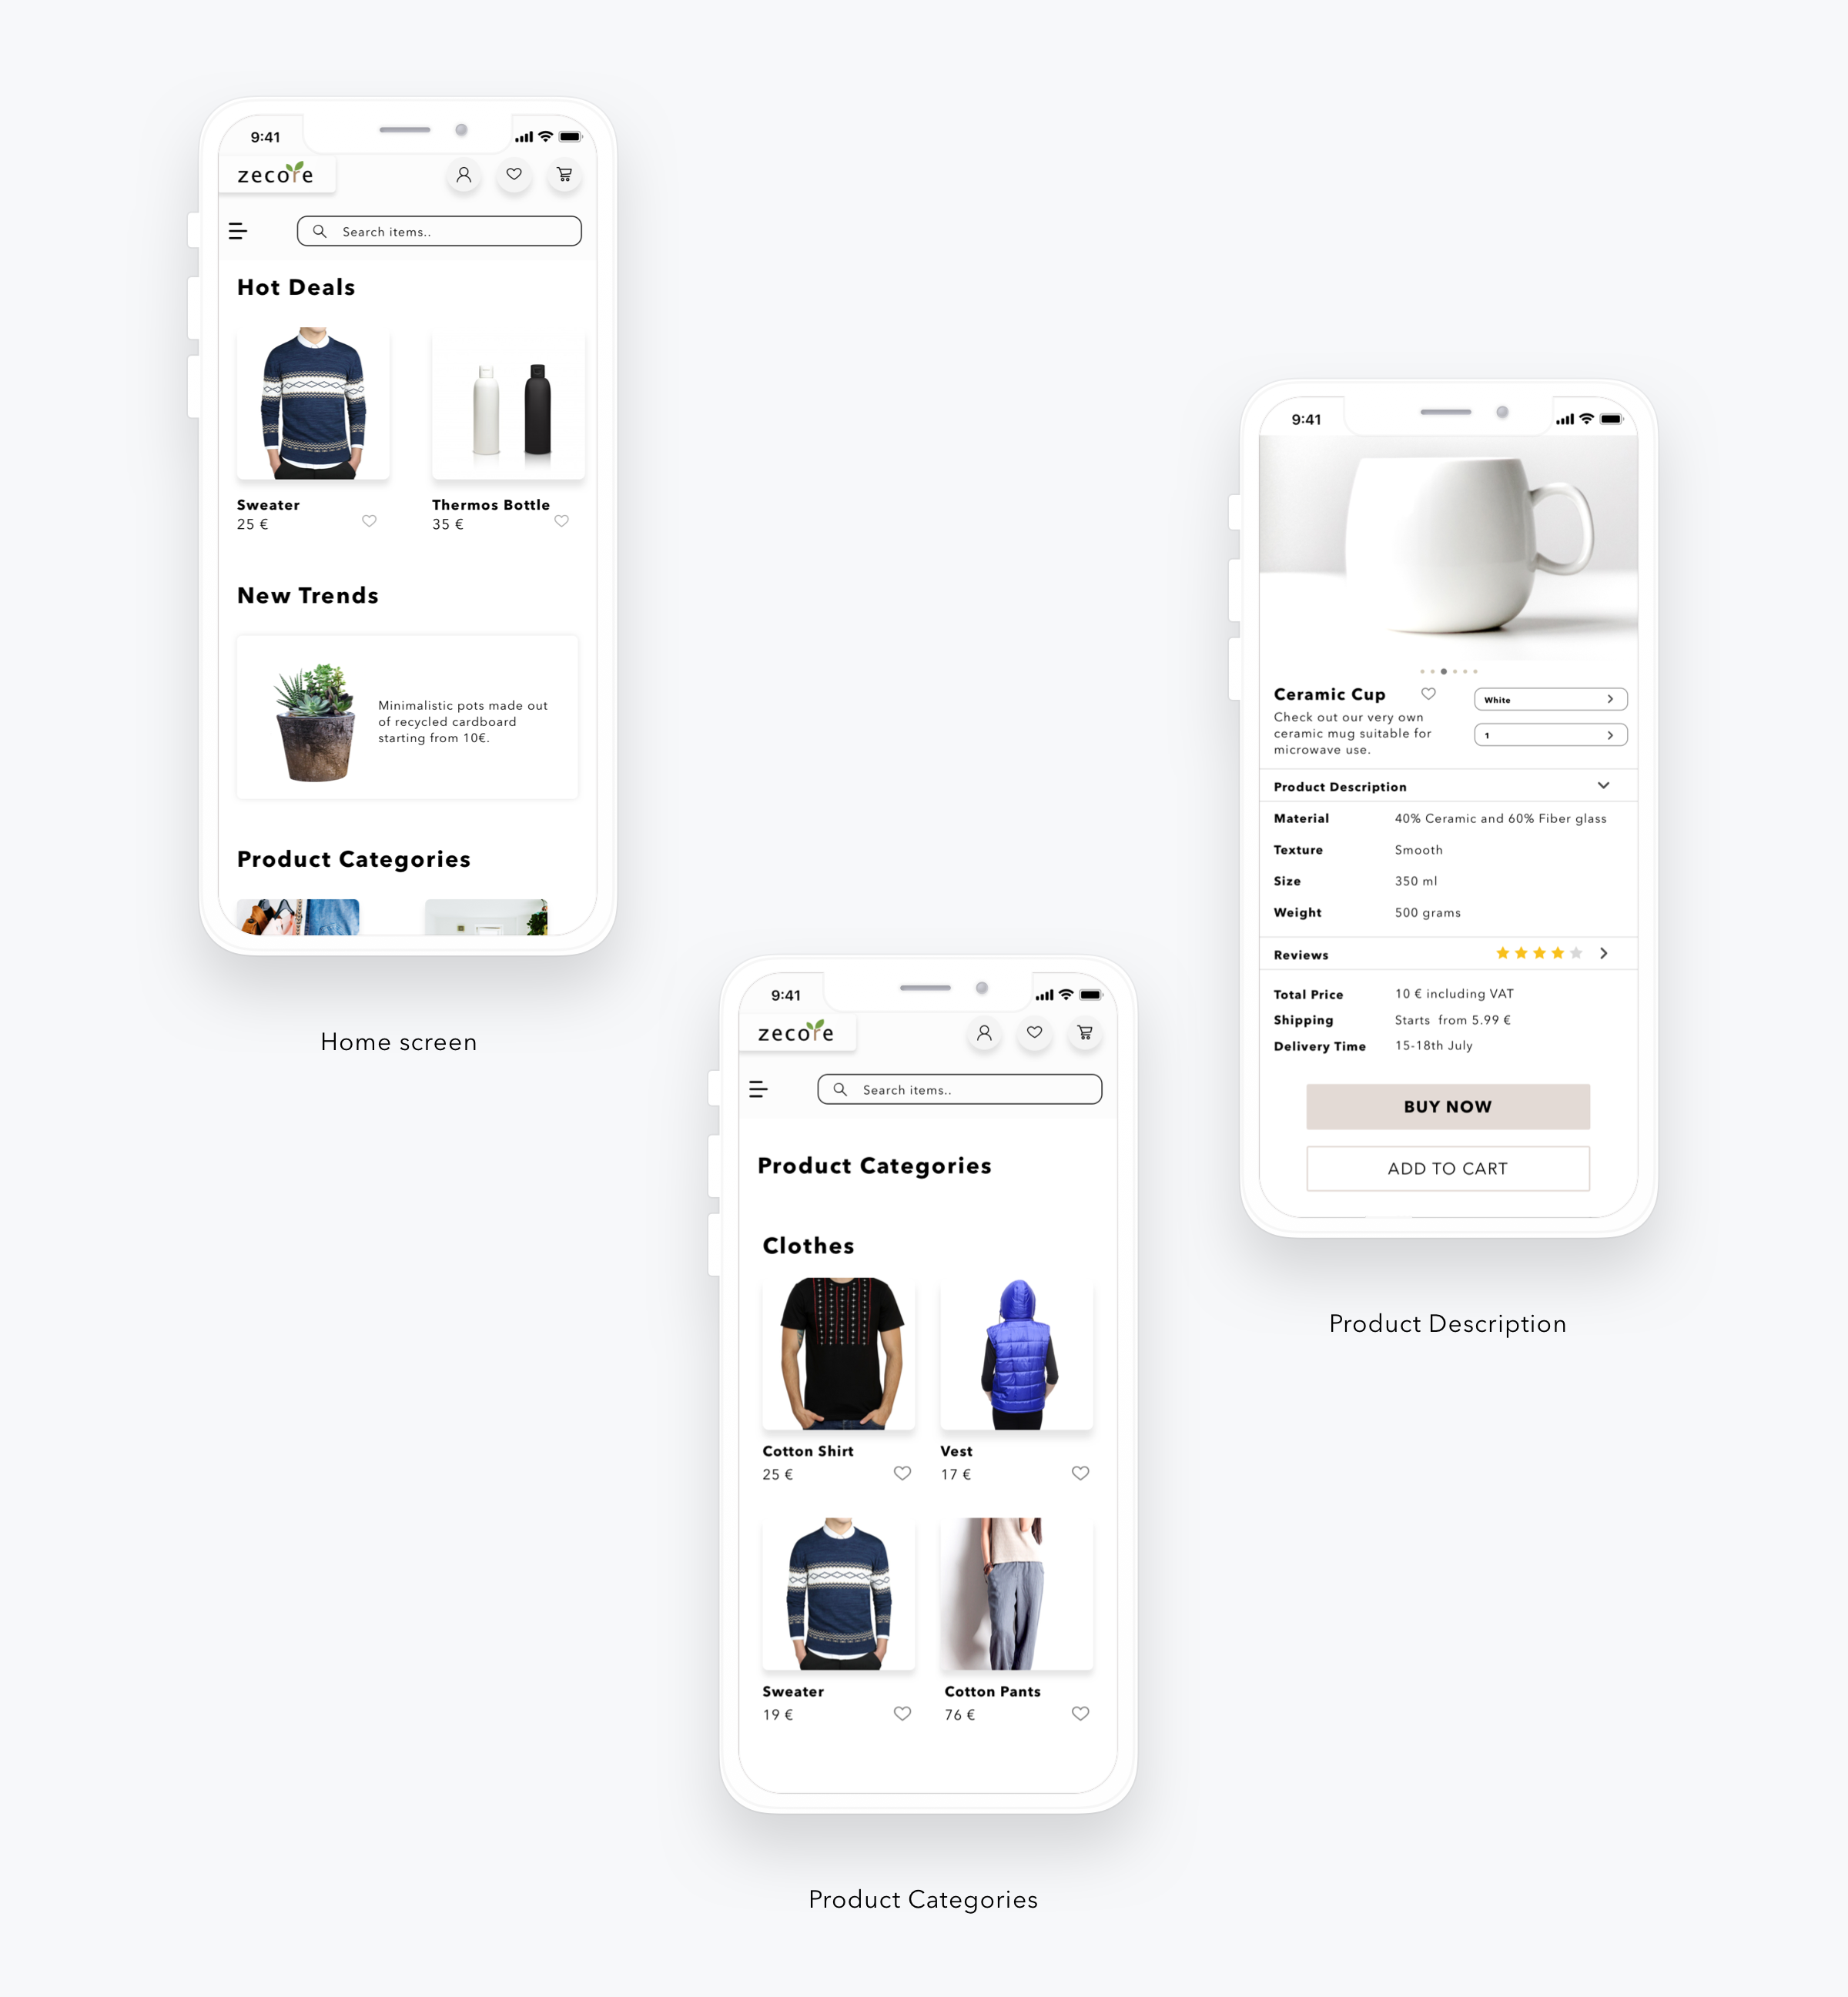 9:41
zecore
Search items..
Hot Deals
Sweater
25 €
Thermos Bottle
35 €
New Trends
Minimalistic pots made out
of recycled cardboard
starting from 10€.
Product Categories
Home screen
9:41
zecore
Search items..
Product Categories
Clothes
Cotton Shirt
25 €
Vest
17 €
Sweater
19 €
Cotton Pants
76 €
Product Categories
9:41
Ceramic Cup
White
Check out our very own
ceramic mug suitable for
microwave use.
1
Product Description
Material 40% Ceramic and 60% Fiber glass
Texture Smooth
Size 350 ml
Weight 500 grams
Reviews
Total Price 10 € including VAT
Shipping Starts from 5.99 €
Delivery Time 15-18th July
BUY NOW
ADD TO CART
Product Description